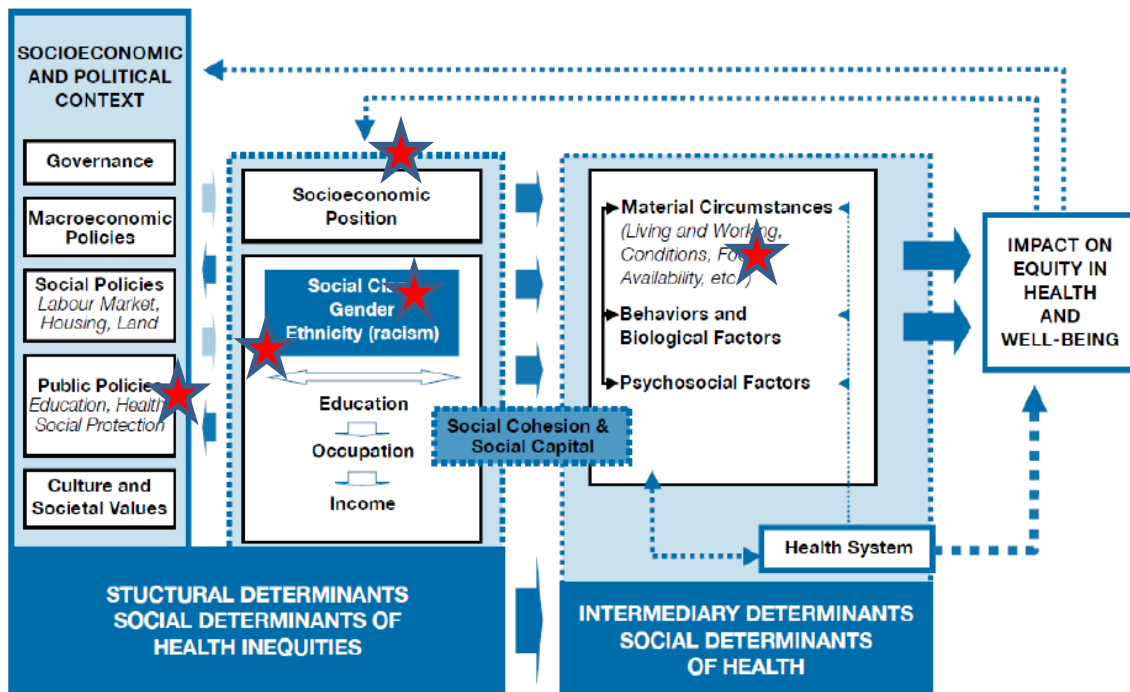 SOCIOECONOMIC
AND POLITICAL
CONTEXT
Governance
Macroeconomic
Policies
Social Policies
Labour Market,
Housing, Land
Public Policies
Education, Health,
Social Protection
Culture and
Societal Values
Socioeconomic
Position
Social
Gender
Ethnicity (racism)
Education
Occupation
Income
Social Cohesion &
Social Capital
STUCTURAL DETERMINANTS
SOCIAL DETERMINANTS OF
HEALTH INEQUITIES
Material Circumstances
(Living and Working,
Conditions,
Availability, etc.)
Behaviors and
Biological Factors
Psychosocial Factors
Health System
INTERMEDIARY DETERMINANTS
SOCIAL DETERMINANTS
OF HEALTH
IMPACT ON
EQUITY IN
HEALTH
AND
WELL-BEING